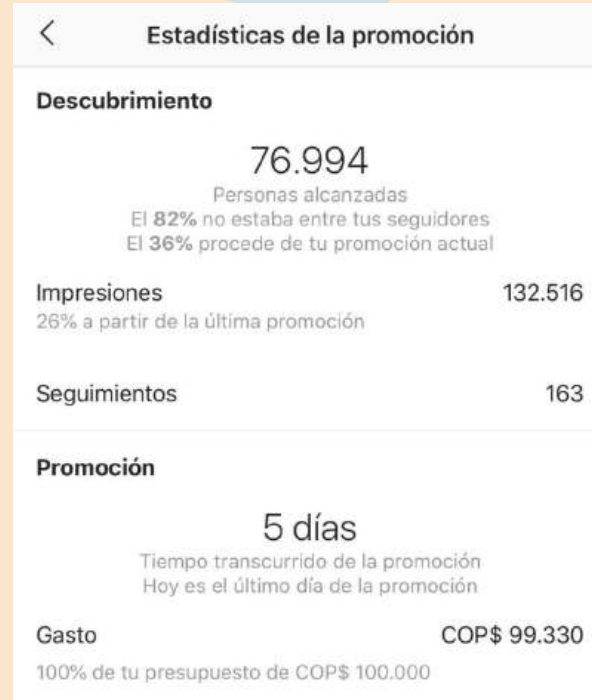 Estadísticas de la promoción
Descubrimiento
76.994
Personas alcanzadas
El 82% no estaba entre tus seguidores
El 36% procede de tu promoción actual
Impresiones 132.516
26% a partir de la última promoción
Seguimientos 163
Promoción
5 días
Tiempo transcurrido de la promoción
Hoy es el último día de la promoción
Gasto COP$ 99.330
100% de tu presupuesto de COP$ 100.000